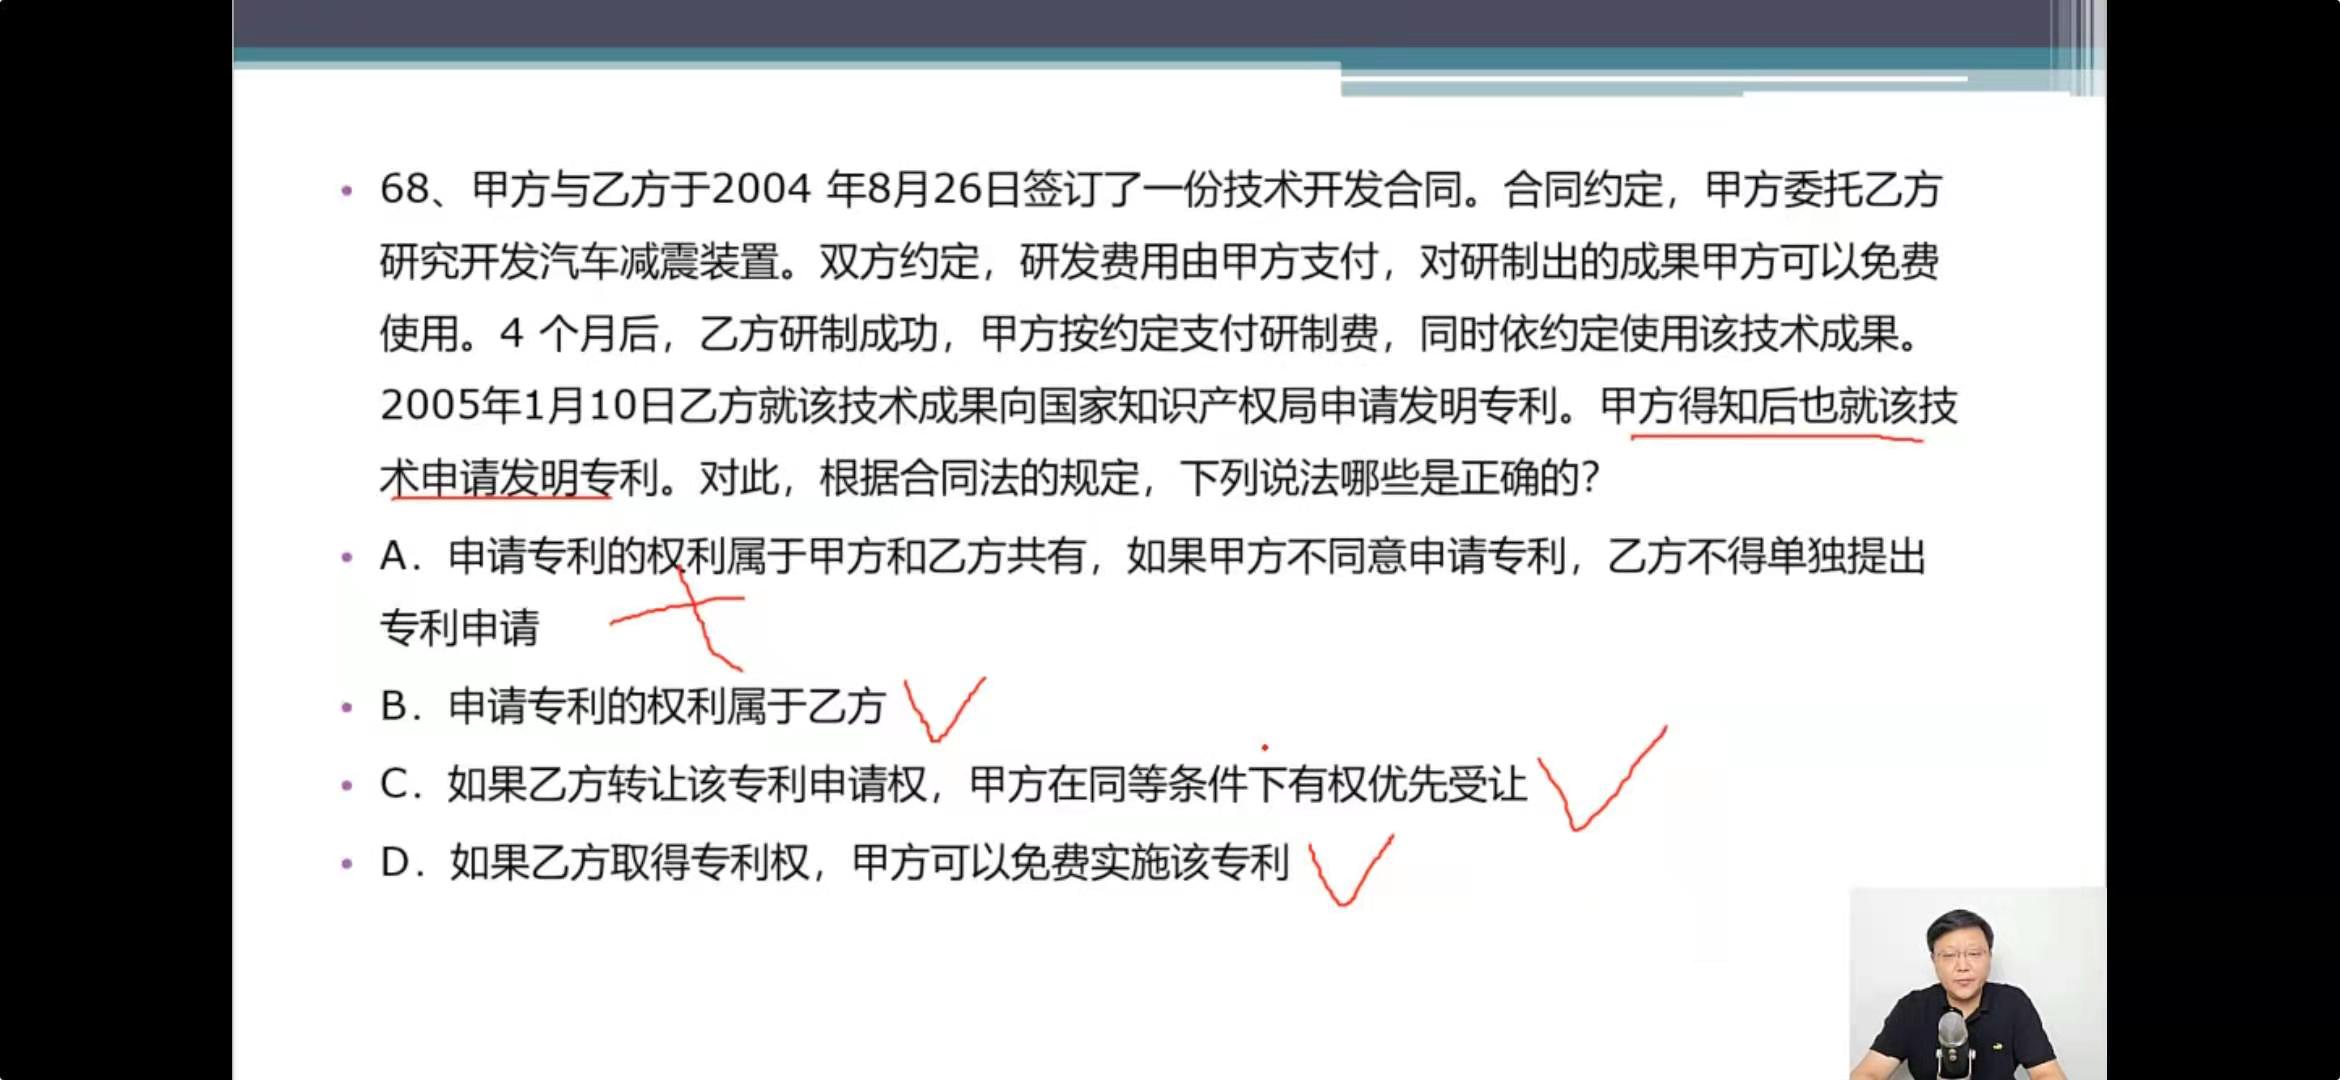 68、甲方与乙方于2004 年8月26日签订了一份技术开发合同。合同约定，甲方委托乙方
研究开发汽车减震装置。双方约定，研发费用由甲方支付，对研制出的成果甲方可以免费
使用。4 个月后，乙方研制成功，甲方按约定支付研制费，同时依约定使用该技术成果。
2005年1月10日乙方就该技术成果向国家知识产权局申请发明专利。甲方得知后也就该技
术申请发明专利。对此，根据合同法的规定，下列说法哪些是正确的？
A．申请专利的权利属于甲方和乙方共有，如果甲方不同意申请专利，乙方不得单独提出
专利申请
B．申请专利的权利属于乙方
C．如果乙方转让该专利申请权，甲方在同等条件下有权优先受让
D．如果乙方取得专利权，甲方可以免费实施该专利